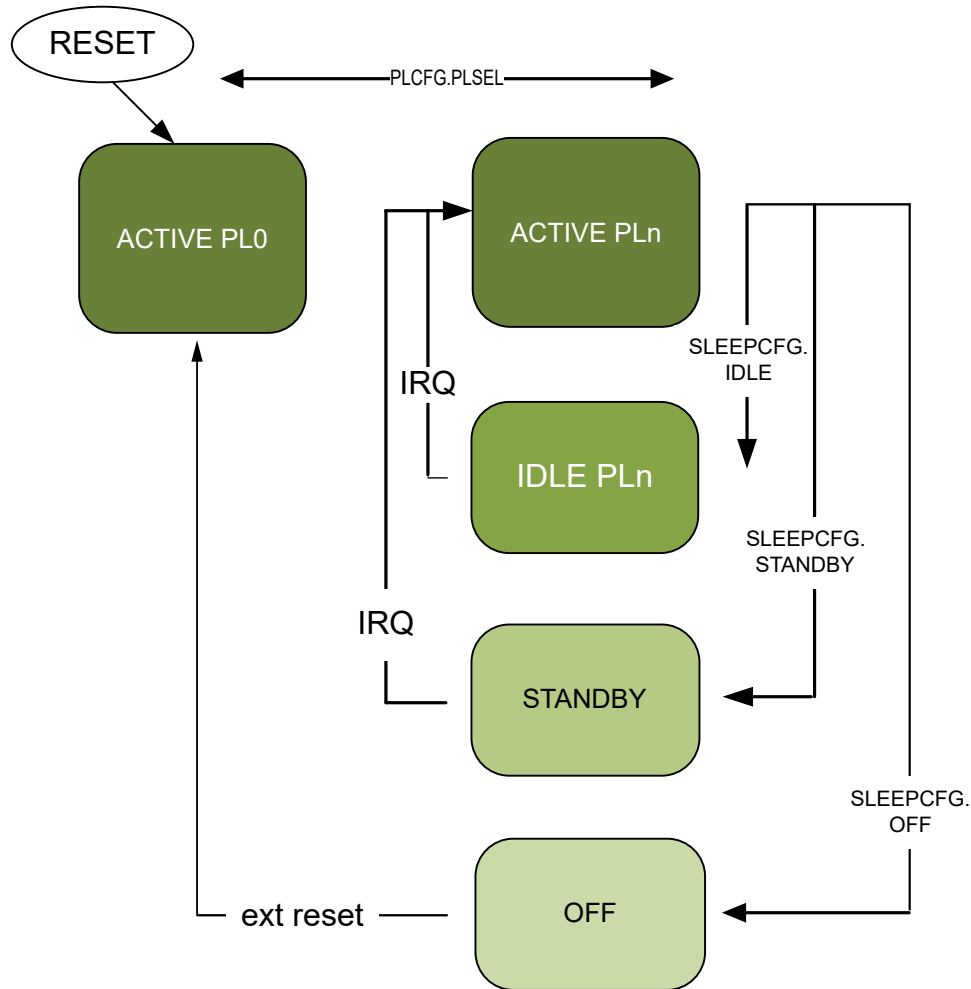 RESET
PLCFG.PLSEL
ACTIVE PL0
ACTIVE PLn
SLEEPCFG.
IDLE
IRQ
IDLE PLn
SLEEPCFG.
STANDBY
IRQ
STANDBY
SLEEPCFG.
OFF
ext reset
OFF